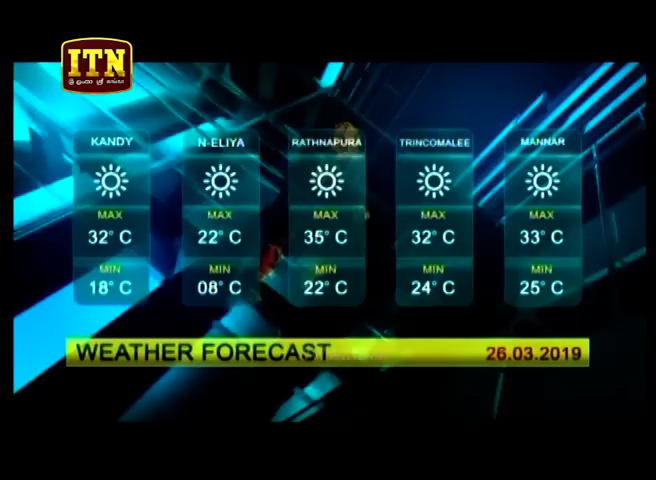 ITN
KANDY
MAX
32° C
MIN
18° C
N-ELIYA
MAX
22° C
MIN
08° C
RATHNAPURA
MAX
35° C
MIN
22° C
TRINCOMALEE
MAX
32° C
MIN
24° C
MANNAR
MAX
33° C
MIN
25° C
WEATHER FORECAST 26.03.2019